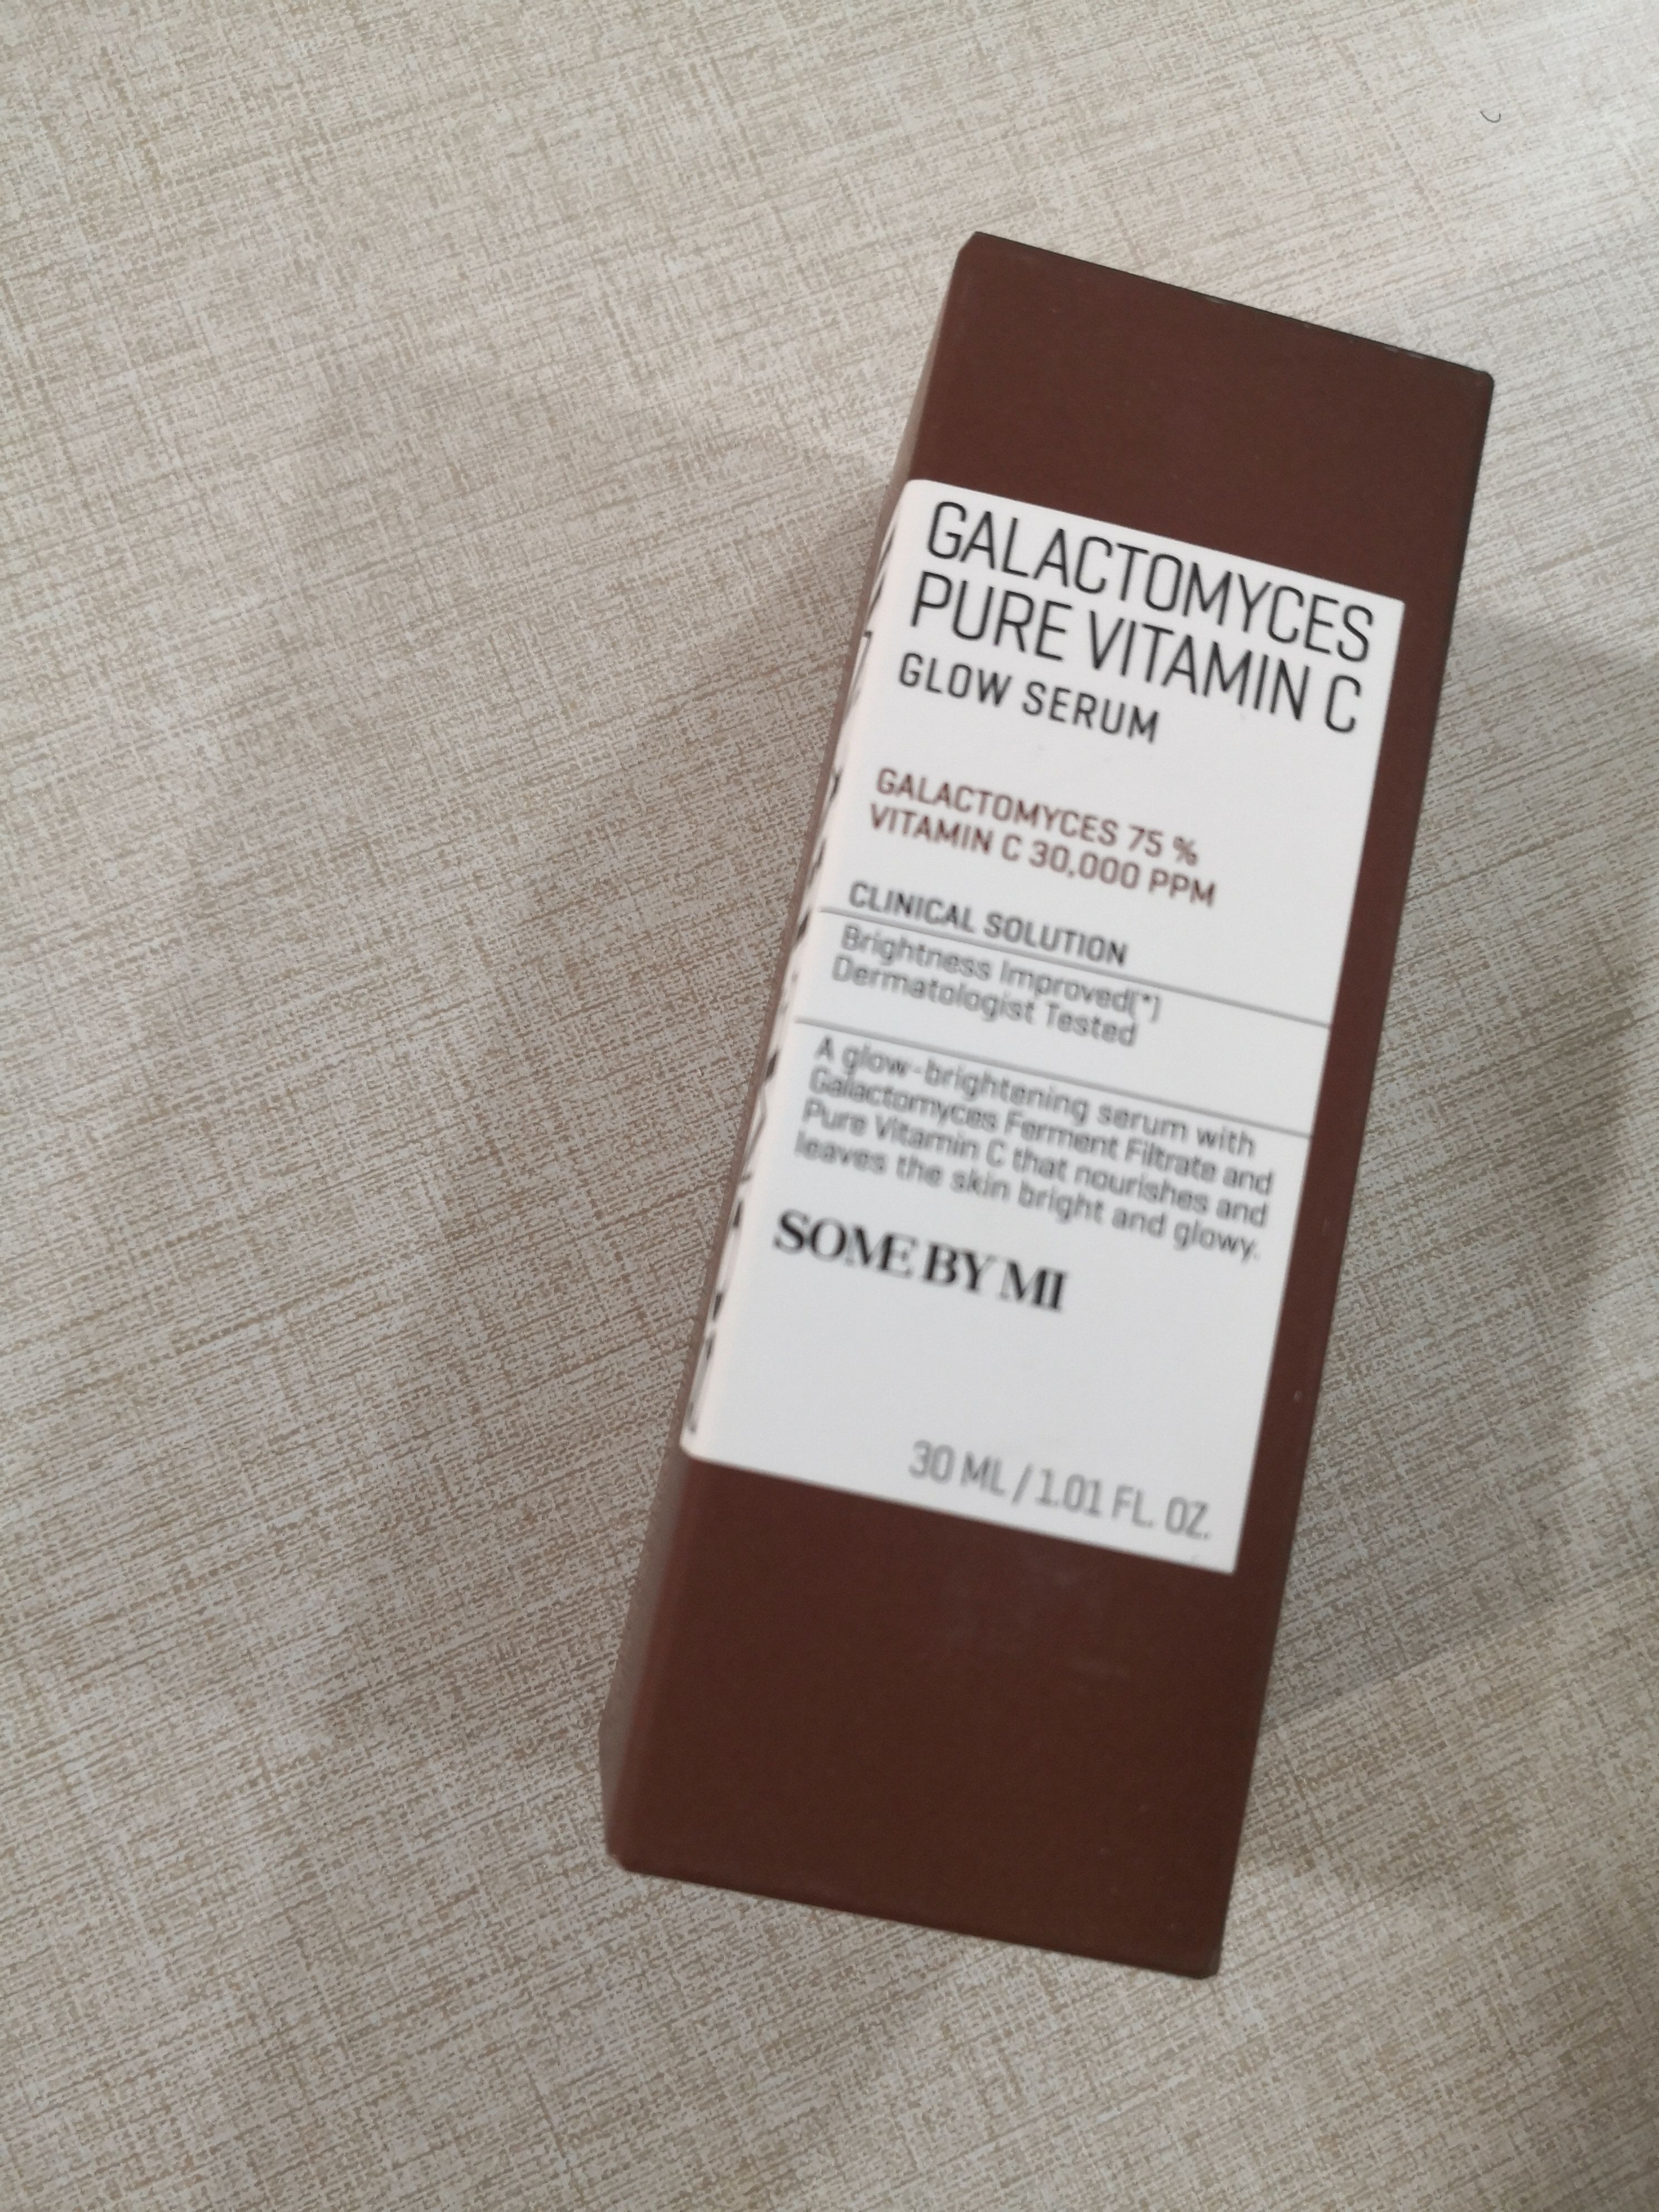 GALACTOMYCES
PURE VITAMIN C
GLOW SERUM
GALACTOMYCES 75 %
VITAMIN C 30,000 PPM
CLINICAL SOLUTION
Brightness Improved(*)
Dermatologist Tested
A glow-brightening serum with
Galactomyces Ferment Filtrate and
Pure Vitamin C that nourishes and
leaves the skin bright and glowy.
SOME BY MI
30 ML / 1.01 FL. OZ.